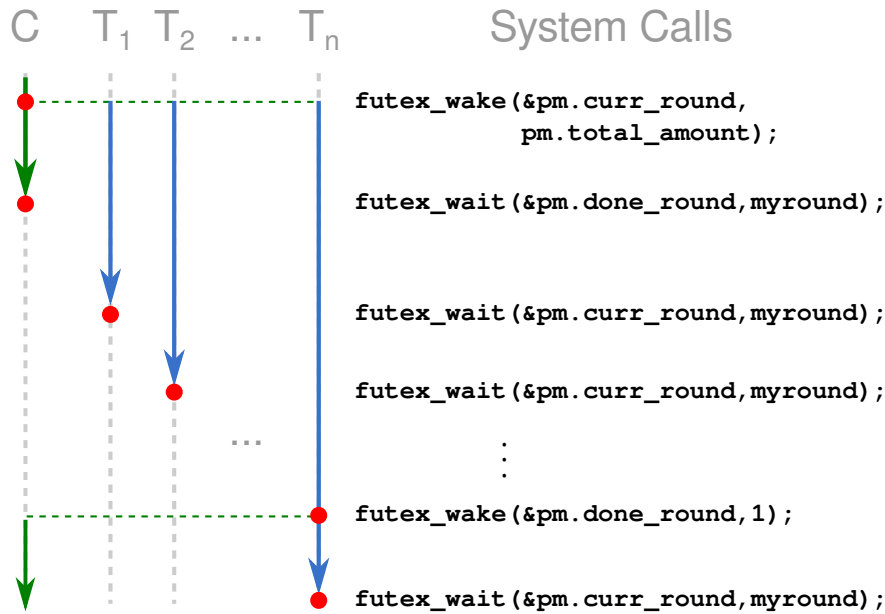 C T1 T2 ... Tn System Calls
futex_wake(&pm.curr_round,
pm.total_amount);
futex_wait(&pm.done_round,myround);
futex_wait(&pm.curr_round,myround);
futex_wait(&pm.curr_round,myround);
...
⋮
futex_wake(&pm.done_round,1);
futex_wait(&pm.curr_round,myround);